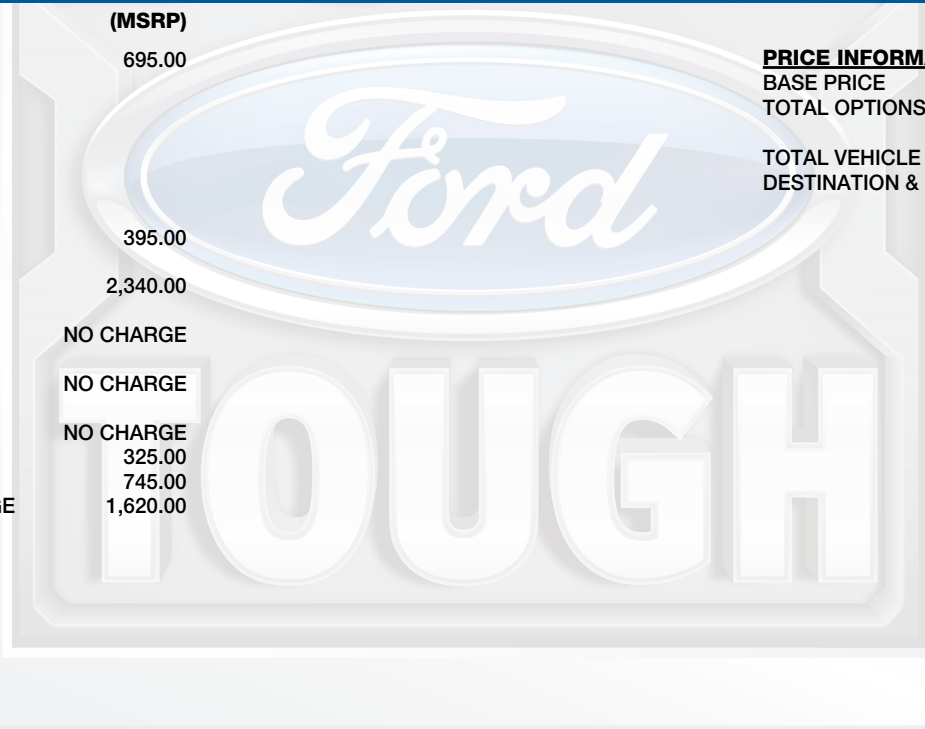 (MSRP)
695.00
395.00
2,340.00
NO CHARGE
NO CHARGE
NO CHARGE
325.00
745.00
1,620.00
PRICE INFORM
BASE PRICE
TOTAL OPTIONS
TOTAL VEHICLE
DESTINATION &
Ford
TOUGH